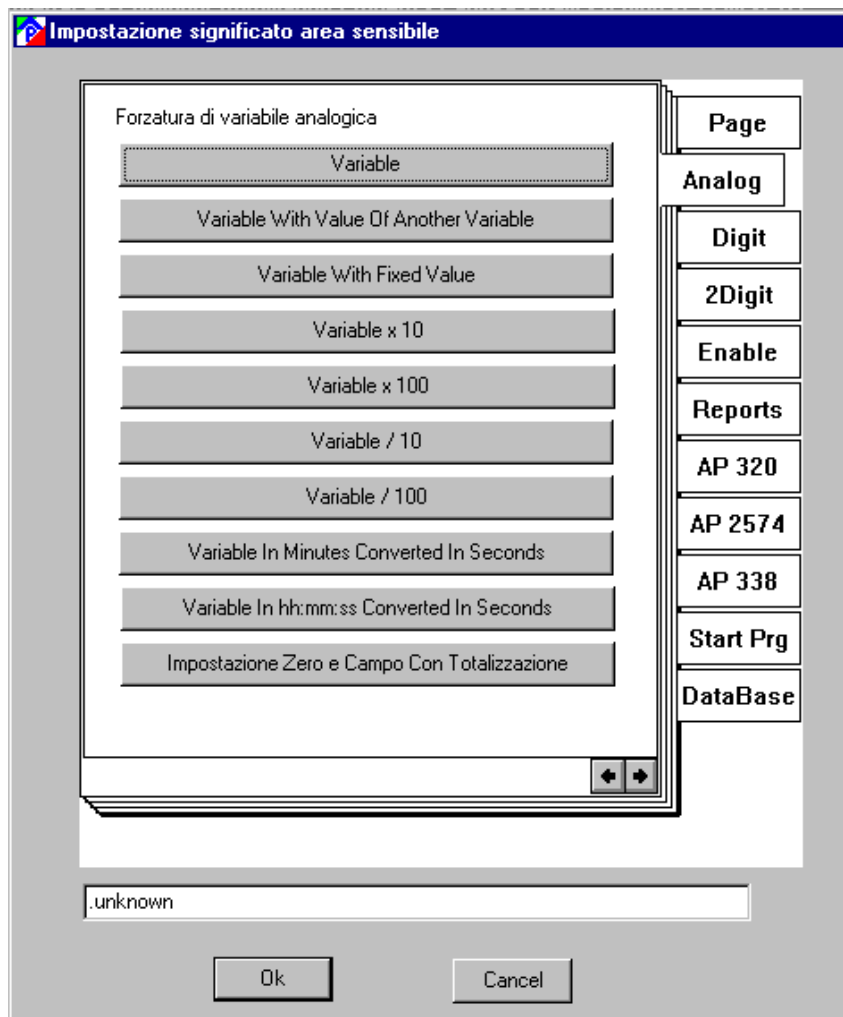 Impostazione significato area sensibile
Forzatura di variabile analogica
Variable
Variable With Value Of Another Variable
Variable With Fixed Value
Variable x 10
Variable x 100
Variable / 10
Variable / 100
Variable In Minutes Converted In Seconds
Variable In hh:mm:ss Converted In Seconds
Impostazione Zero e Campo Con Totalizzazione
Page
Analog
Digit
2Digit
Enable
Reports
AP 320
AP 2574
AP 338
Start Prg
DataBase
.unknown
Ok
Cancel